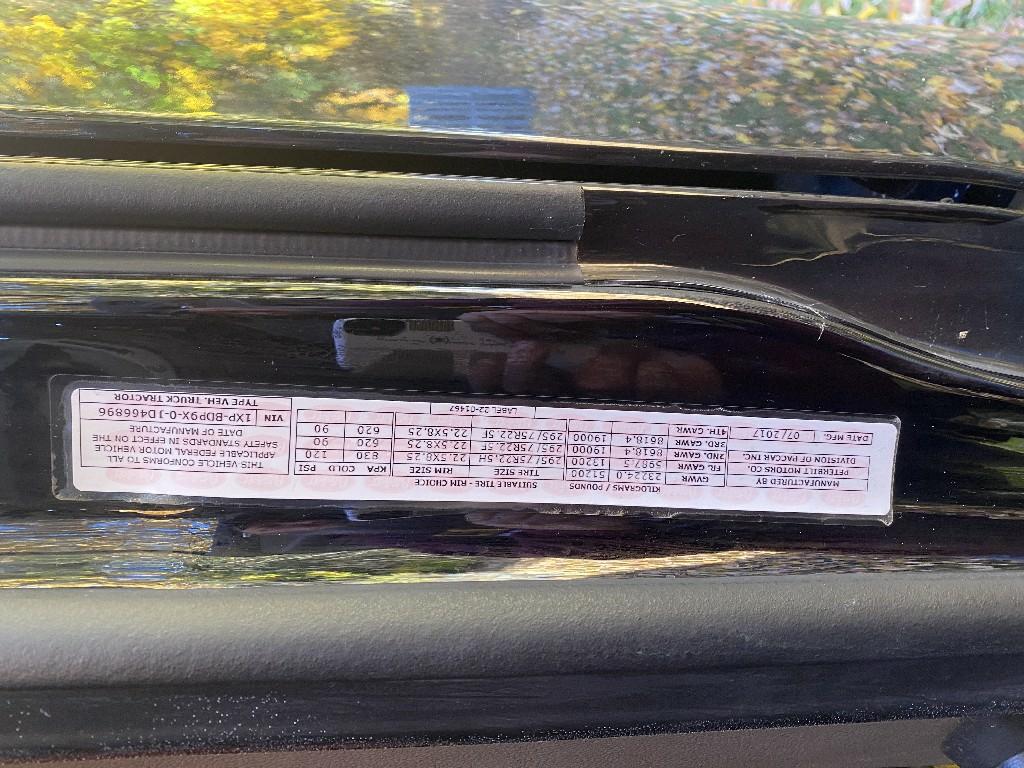 MANUFACTURED BY
PETERBILT MOTORS CO.
DIVISION OF PACCAR INC.
DATE MFG. 07/2017
KILOGRAMS / POUNDS SUITABLE TIRE - RIM CHOICE
GVWR 23224.0 51200 TIRE SIZE RIM SIZE KPA COLD PSI
FR. GAWR 5987.5 13200 295/75R22.5H 22.5X8.25 830 120
3RD. GAWR 8618.4 19000 295/75R22.5F 22.5X8.25 620 90
4TH. GAWR 8618.4 19000 295/75R22.5F 22.5X8.25 620 90
LABEL 22-01467
THIS VEHICLE CONFORMS TO ALL
APPLICABLE FEDERAL MOTOR VEHICLE
SAFETY STANDARDS IN EFFECT ON THE
DATE OF MANUFACTURE
VIN 1XP-BDP9X-0-JD466896
TYPE VEH. TRUCK TRACTOR